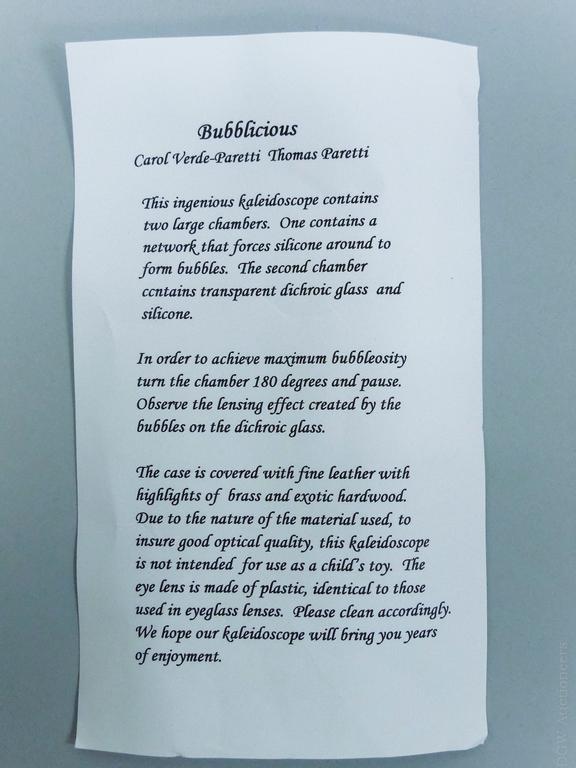 Bubblicious
Carol Verde-Paretti Thomas Paretti
This ingenious kaleidoscope contains
two large chambers. One contains a
network that forces silicone around to
form bubbles. The second chamber
ccntains transparent dichroic glass and
silicone.
In order to achieve maximum bubbleosity
turn the chamber 180 degrees and pause.
Observe the lensing effect created by the
bubbles on the dichroic glass.
The case is covered with fine leather with
highlights of brass and exotic hardwood.
Due to the nature of the material used, to
insure good optical quality, this kaleidoscope
is not intended for use as a child's toy. The
eye lens is made of plastic, identical to those
used in eyeglass lenses. Please clean accordingly.
We hope our kaleidoscope will bring you years
of enjoyment.
DGW Auctioneers